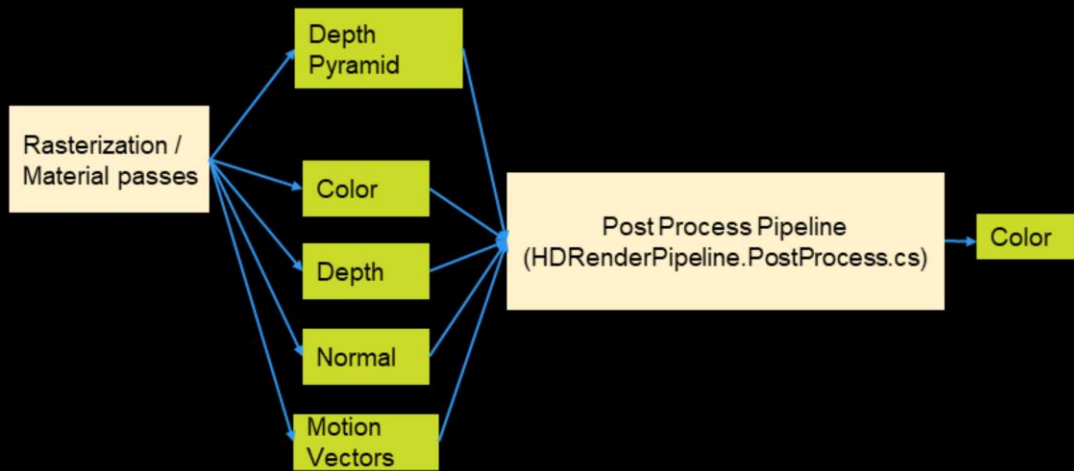 Depth
Pyramid
Rasterization /
Material passes
Color
Depth
Normal
Motion
Vectors
Post Process Pipeline
(HDRenderPipeline.PostProcess.cs)
Color